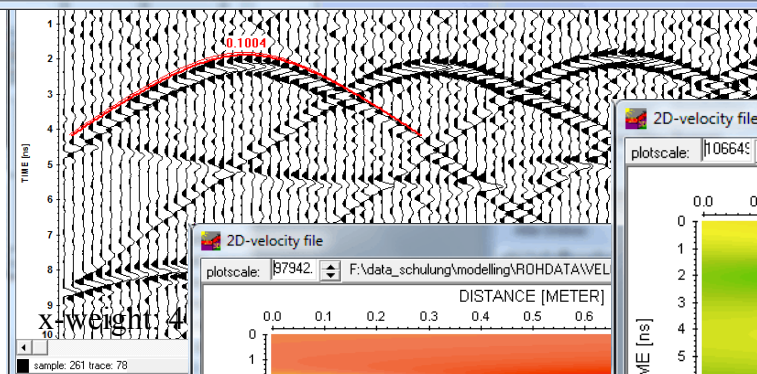 1
0.1004
2
3
4
TIME [ns]
5
6
7
8
9
10.
x-weight: 4
sample: 261 trace: 78
2D-velocity file
plotscale: 97942. F:\data_schulung\modelling\ROHDATA\VEL
DISTANCE [METER]
0.0 0.1 0.2 0.3 0.4 0.5 0.6
0
1
2D-velocity file
plotscale: 106649
0.0 0
0
1
2
3
4
5
ME [ns]